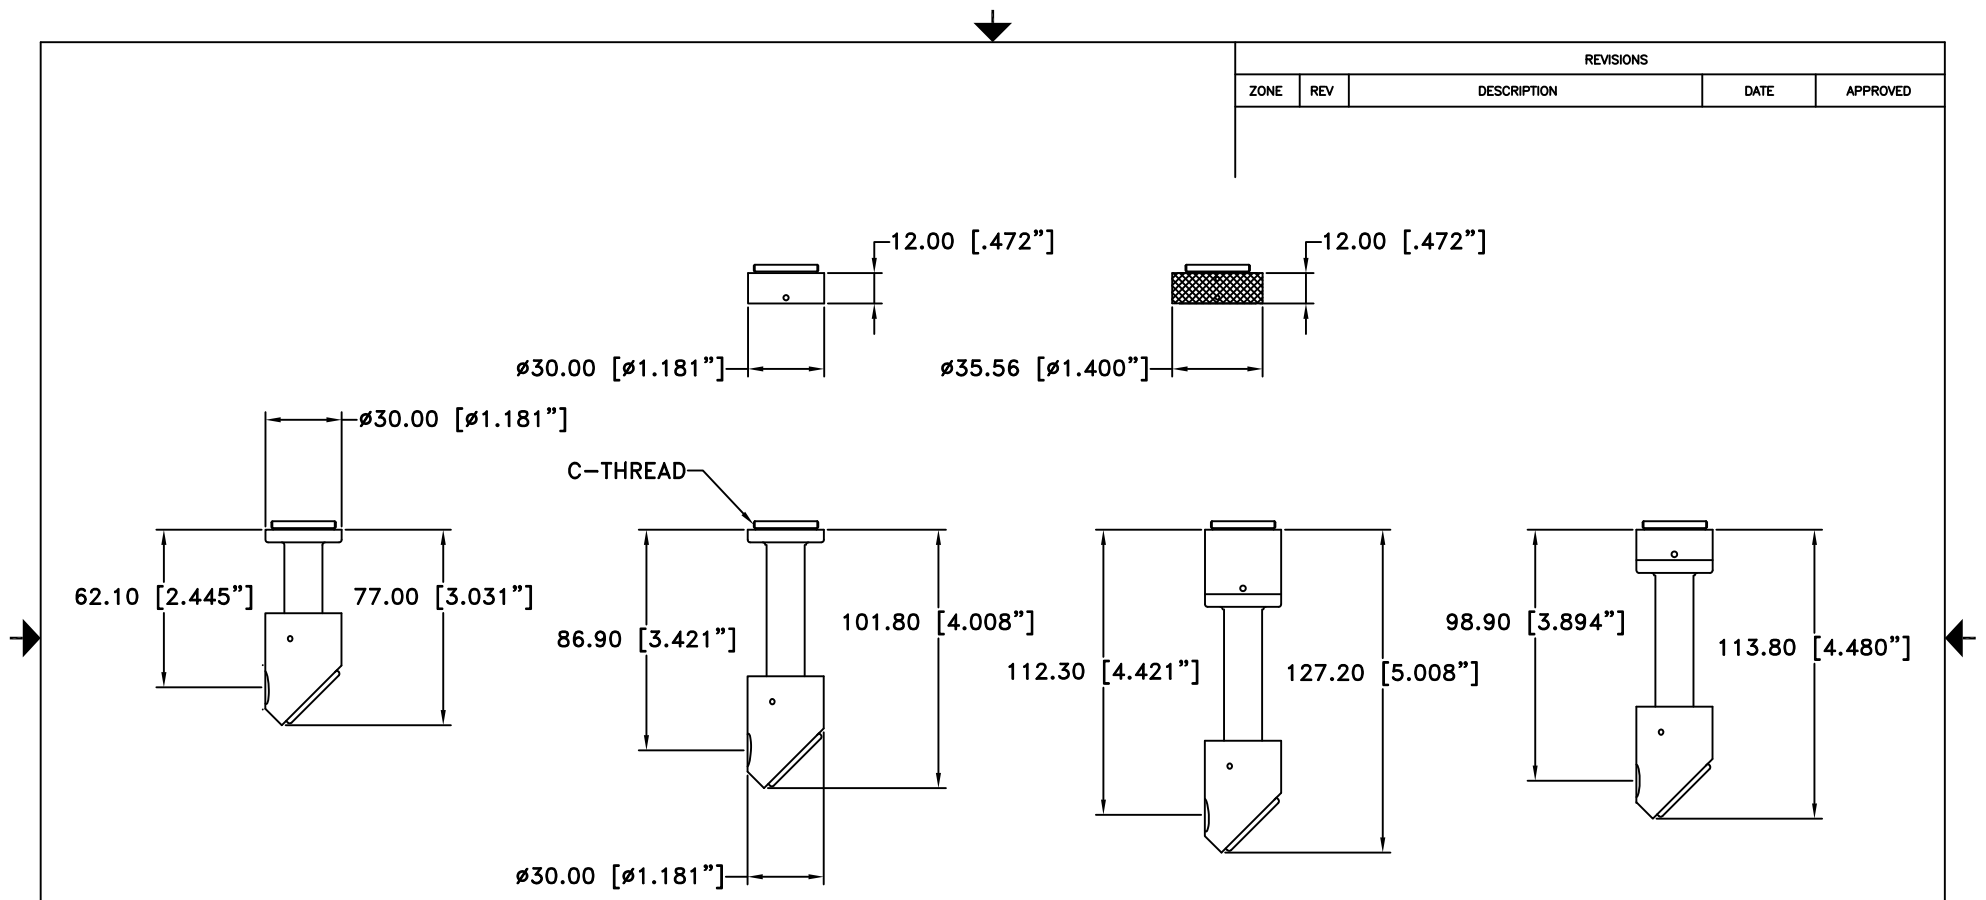 REVISIONS
ZONE REV DESCRIPTION DATE APPROVED
12.00 [.472"]
12.00 [.472"]
ø30.00 [ø1.181"]
ø35.56 [ø1.400"]
ø30.00 [ø1.181"]
C-THREAD
62.10 [2.445"]
77.00 [3.031"]
86.90 [3.421"]
101.80 [4.008"]
112.30 [4.421"]
127.20 [5.008"]
98.90 [3.894"]
113.80 [4.480"]
ø30.00 [ø1.181"]